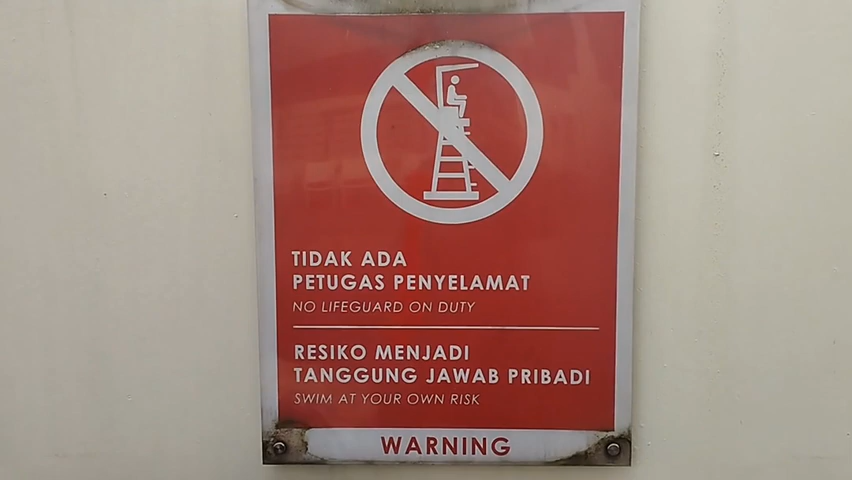 TIDAK ADA
PETUGAS PENYELAMAT
NO LIFEGUARD ON DUTY
RESIKO MENJADI
TANGGUNG JAWAB PRIBADI
SWIM AT YOUR OWN RISK
WARNING